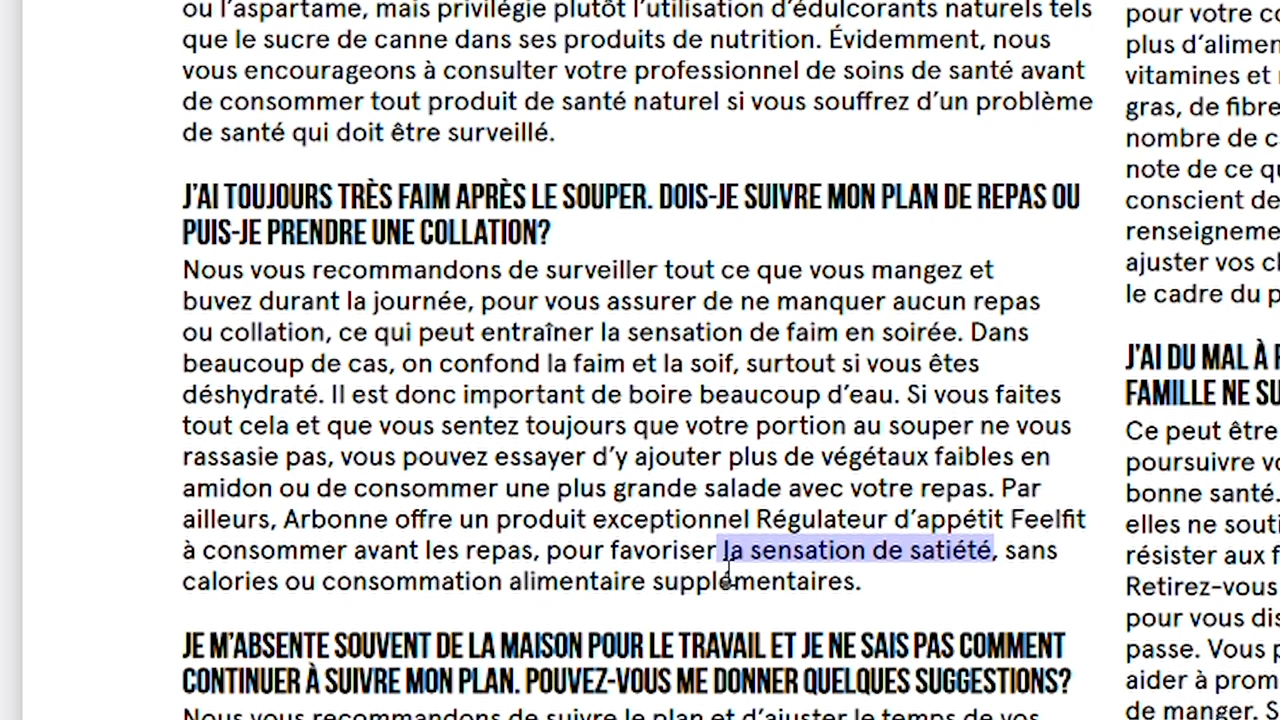 ou l’aspartame, mais privilégie plutôt l’utilisation d’édulcorants naturels tels
que le sucre de canne dans ses produits de nutrition. Évidemment, nous
vous encourageons à consulter votre professionnel de soins de santé avant
de consommer tout produit de santé naturel si vous souffrez d’un problème
de santé qui doit être surveillé.
J’AI TOUJOURS TRÈS FAIM APRÈS LE SOUPER. DOIS-JE SUIVRE MON PLAN DE REPAS OU
PUIS-JE PRENDRE UNE COLLATION?
Nous vous recommandons de surveiller tout ce que vous mangez et
buvez durant la journée, pour vous assurer de ne manquer aucun repas
ou collation, ce qui peut entraîner la sensation de faim en soirée. Dans
beaucoup de cas, on confond la faim et la soif, surtout si vous êtes
déshydraté. Il est donc important de boire beaucoup d’eau. Si vous faites
tout cela et que vous sentez toujours que votre portion au souper ne vous
rassasie pas, vous pouvez essayer d’y ajouter plus de végétaux faibles en
amidon ou de consommer une plus grande salade avec votre repas. Par
ailleurs, Arbonne offre un produit exceptionnel Régulateur d’appétit Feelfit
à consommer avant les repas, pour favoriser la sensation de satiété, sans
calories ou consommation alimentaire supplémentaires.
JE M’ABSENTE SOUVENT DE LA MAISON POUR LE TRAVAIL ET JE NE SAIS PAS COMMENT
CONTINUER À SUIVRE MON PLAN. POUVEZ-VOUS ME DONNER QUELQUES SUGGESTIONS?
Nous vous recommandons de suivre le plan et d’ajuster le temps de vos
pour votre
plus
vitamines et
gras, de
nombre de
note de ce
conscient
ajuster vos
le cadre du
J’AI DU MAL À
FAMILLE NE
Ce peut être
poursuivre
bonne santé.
elles ne
résister aux
Retirez-vous
pour vous
passe. Vous
aider à
de manger.